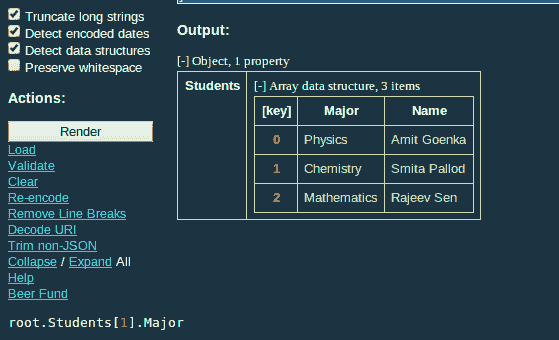 Truncate long strings
Detect encoded dates
Detect data structures
Preserve whitespace
Actions:
Render
Load
Validate
Clear
Re-encode
Remove Line Breaks
Decode URI
Trim non-JSON
Collapse / Expand All
Help
Beer Fund
root.Students[1].Major
Output:
[-] Object, 1 property
Students
[-] Array data structure, 3 items
[key] Major Name
0 Physics Amit Goenka
1 Chemistry Smita Pallod
2 Mathematics Rajeev Sen